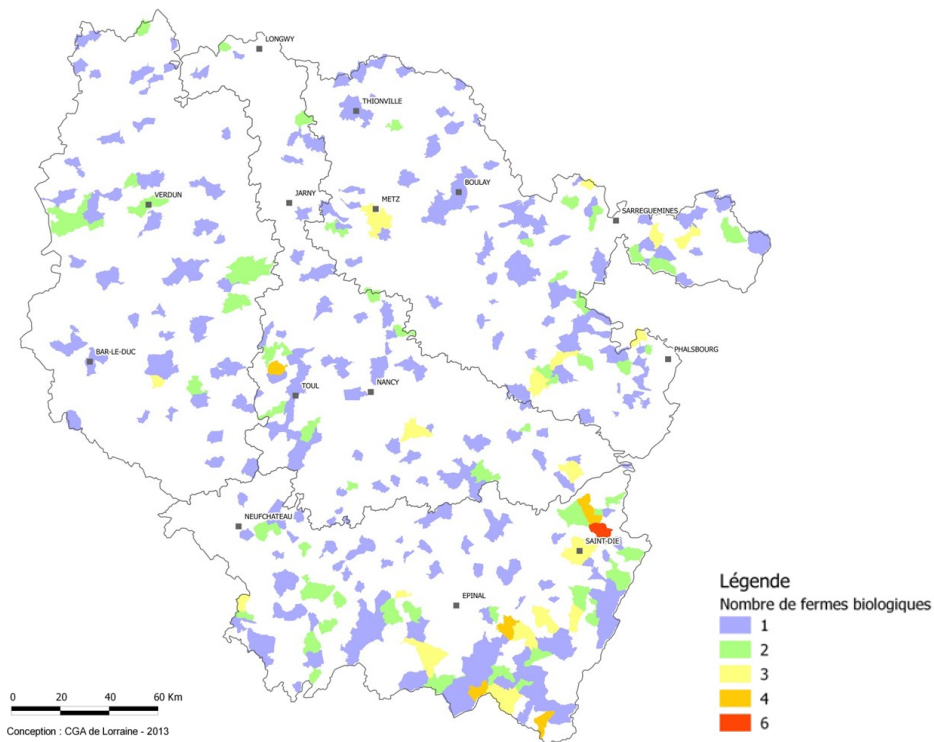 LONGWY
THIONVILLE
BOULAY
VERDUN
JARNY
METZ
SARREGUEMINES
BAR-LE-DUC
PHALSBOURG
TOUL
NANCY
NEUFCHATEAU
SAINT-DIE
EPINAL
Légende
Nombre de fermes biologiques
1
2
3
4
6
0 20 40 60 Km
Conception : CGA de Lorraine - 2013